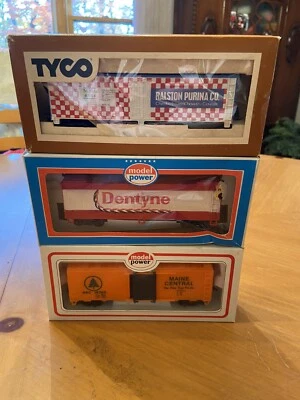 TYCO
RALSTON PURINA CO.
model
power
Dentyne
model
power
MAINE
CENTRAL